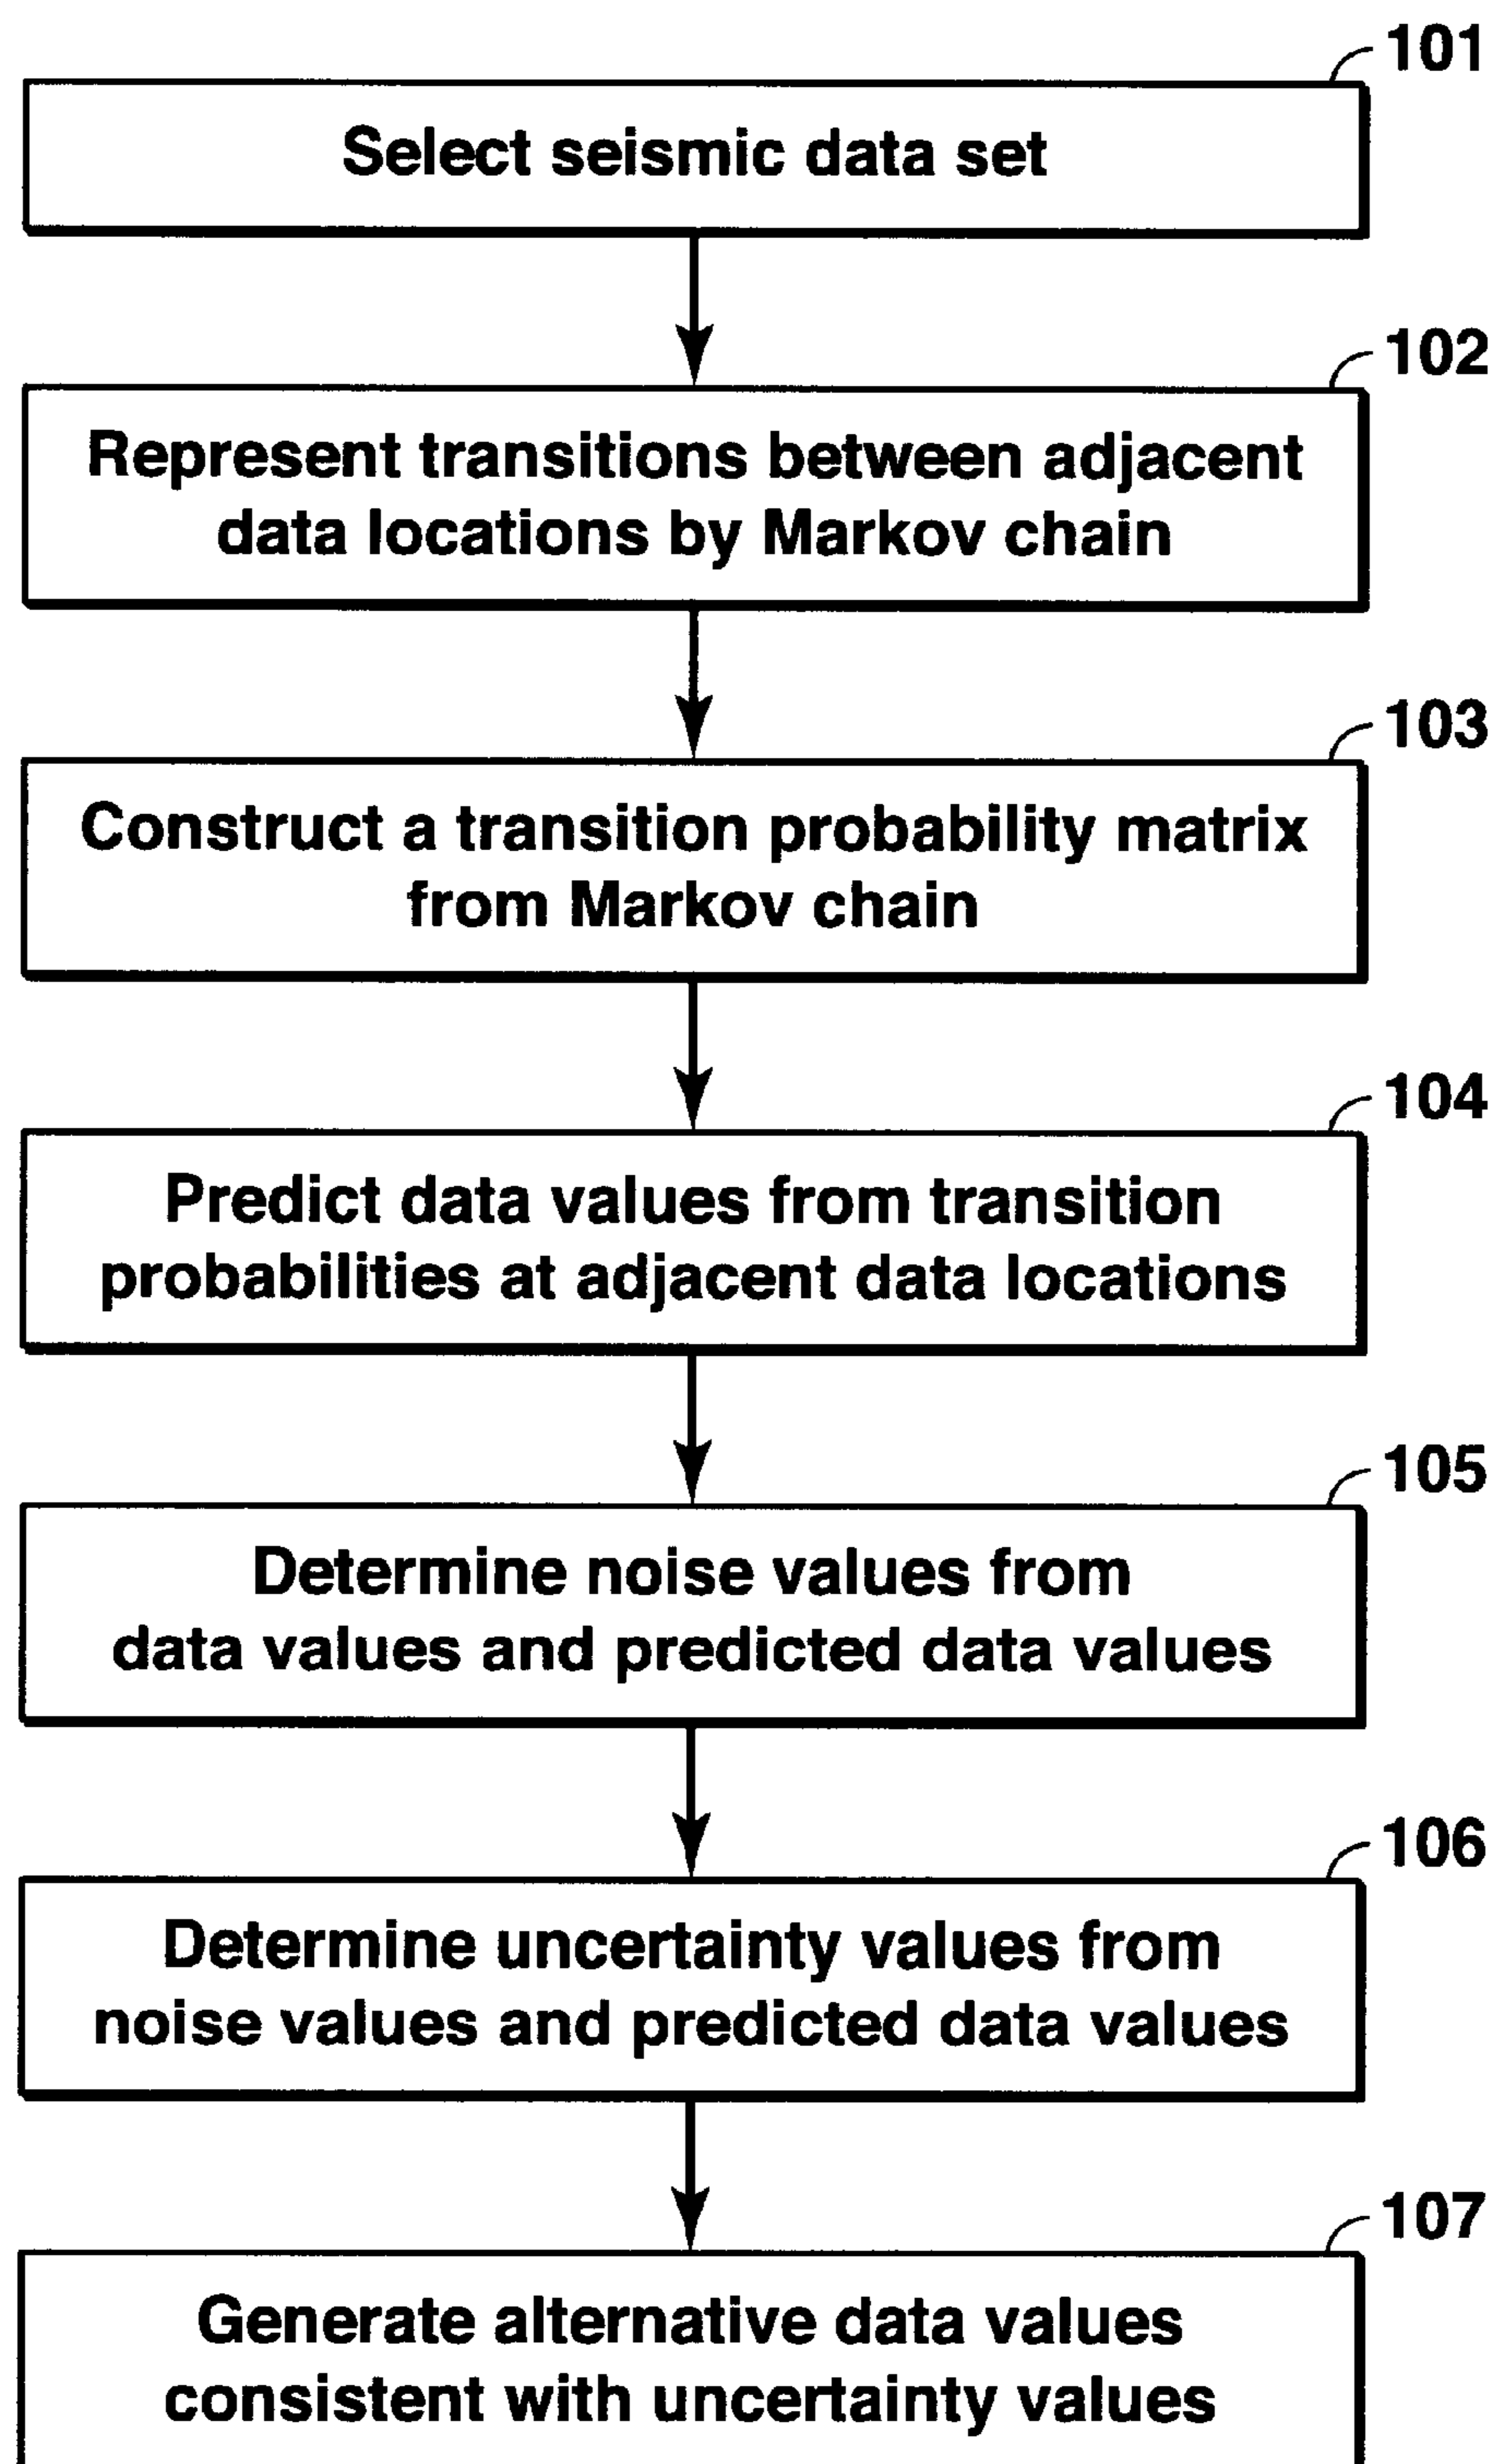 101
Select seismic data set
102
Represent transitions between adjacent
data locations by Markov chain
103
Construct a transition probability matrix
from Markov chain
104
Predict data values from transition
probabilities at adjacent data locations
105
Determine noise values from
data values and predicted data values
106
Determine uncertainty values from
noise values and predicted data values
107
Generate alternative data values
consistent with uncertainty values